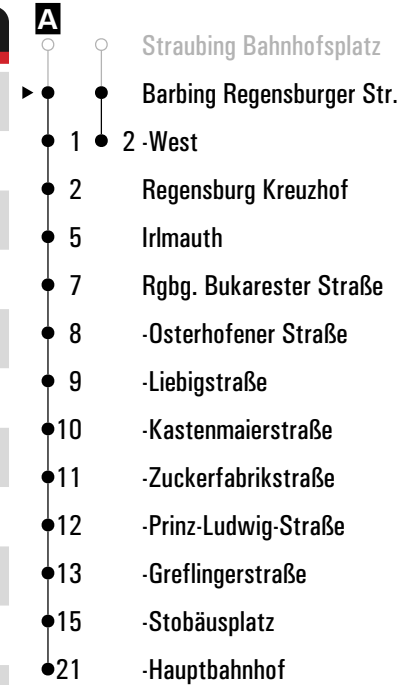 A
Straubing Bahnhofsplatz
Barbing Regensburger Str.
1 2 -West
2 Regensburg Kreuzhof
5 Irlmauth
7 Rgbg. Bukarester Straße
8 -Osterhofener Straße
9 -Liebigstraße
10 -Kastenmaierstraße
11 -Zuckerfabrikstraße
12 -Prinz-Ludwig-Straße
13 -Greflingerstraße
15 -Stobäusplatz
21 -Hauptbahnhof